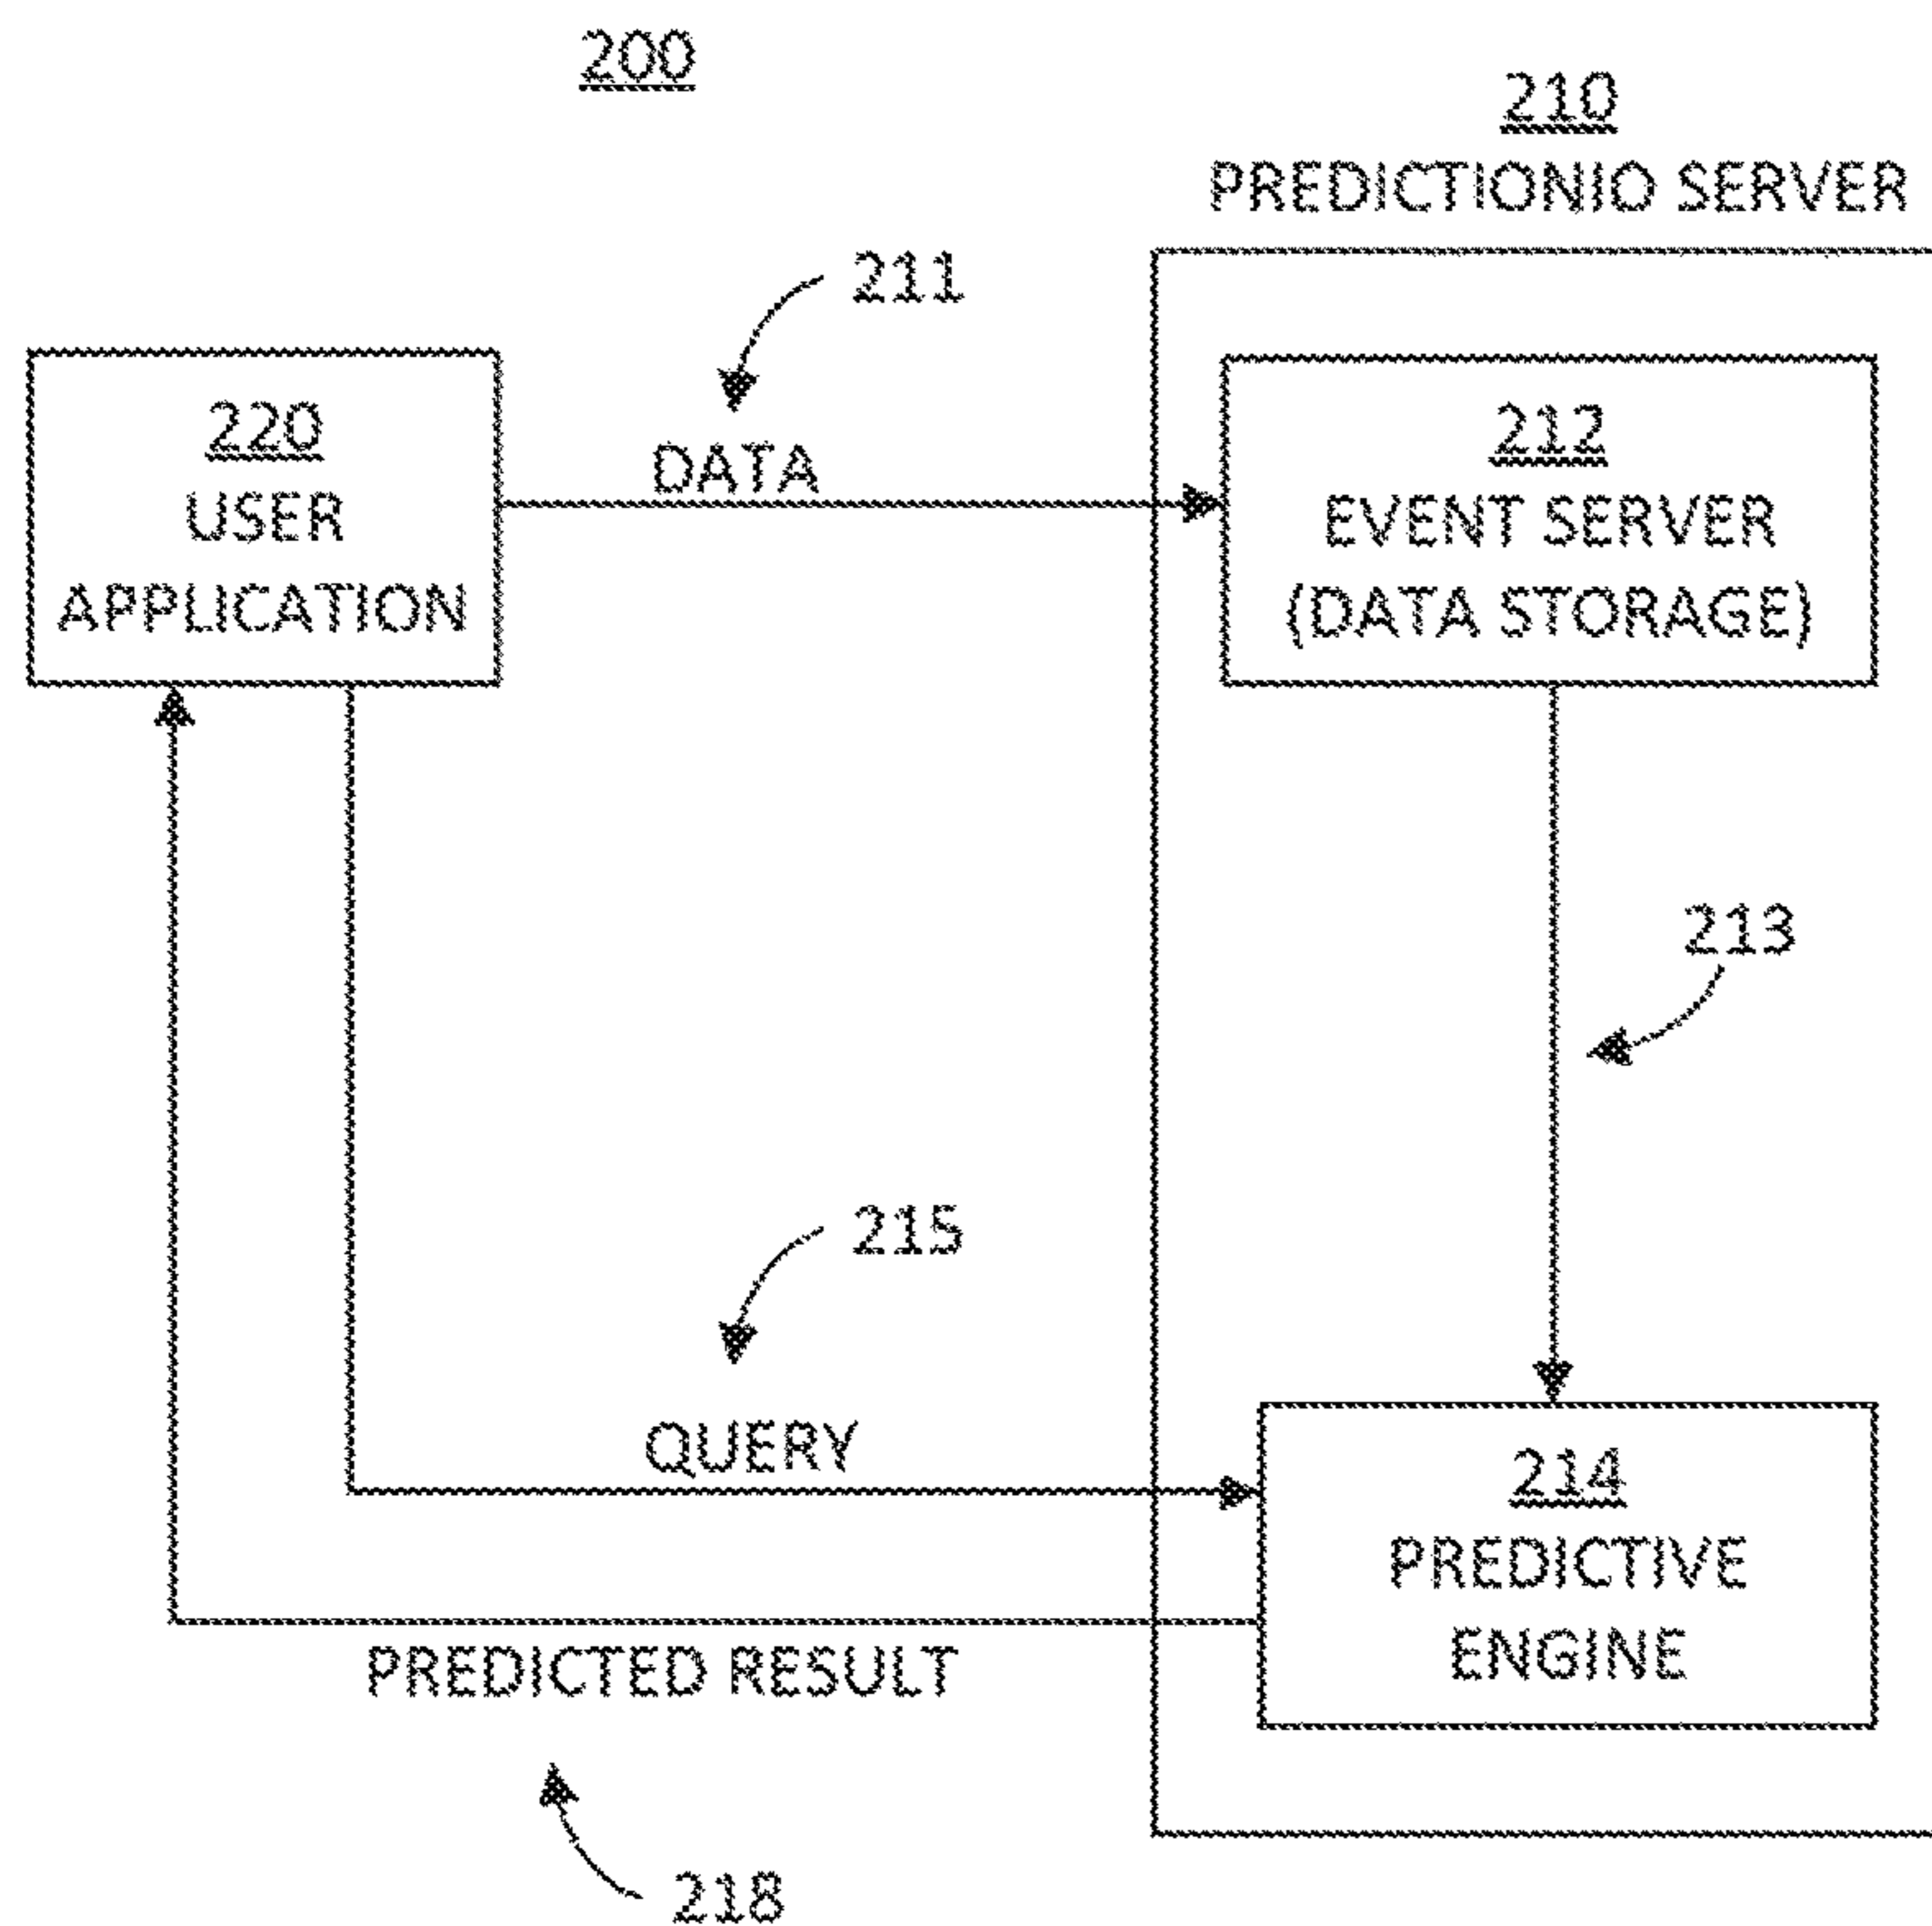 200
210
PREDICTIONIO SERVER
211
220
USER
APPLICATION
DATA
212
EVENT SERVER
(DATA STORAGE)
213
215
QUERY
214
PREDICTIVE
ENGINE
PREDICTED RESULT
218